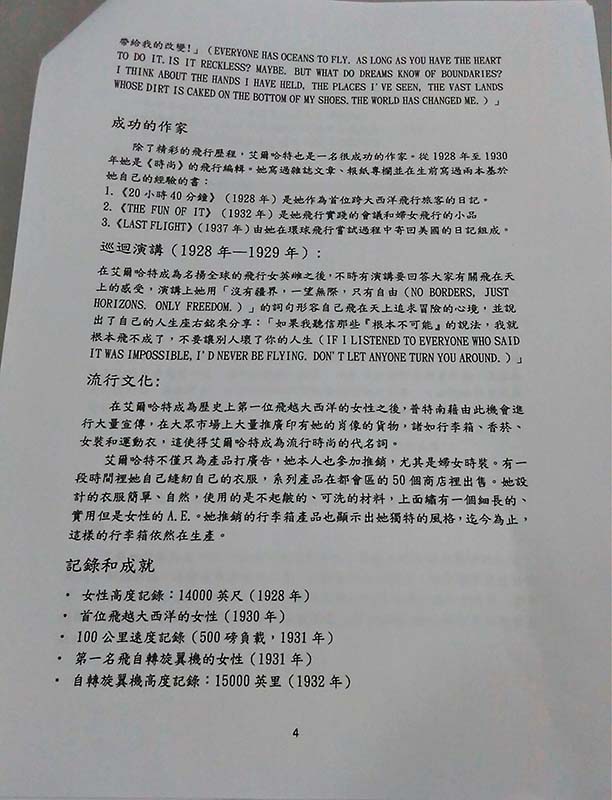 帶給我的改變!」(EVERYONE HAS OCEANS TO FLY. AS LONG AS YOU HAVE THE HEART
TO DO IT. IS IT RECKLESS? MAYBE. BUT WHAT DO DREAMS KNOW OF BOUNDARIES?
I THINK ABOUT THE HANDS I HAVE HELD, THE PLACES I'VE SEEN, THE VAST LANDS
WHOSE DIRT IS CAKED ON THE BOTTOM OF MY SHOES. THE WORLD HAS CHANGED ME.)」
成功的作家
除了精彩的飛行歷程,艾爾哈特也是一名很成功的作家。從 1928 年至 1930
年她是《時尚》的飛行編輯。她寫過雜誌文章、報紙專欄並在生前寫過兩本基於
她自己的經驗的書:
1.《20 小時 40 分鐘》(1928 年)是她作為首位跨大西洋飛行旅客的日記。
2.《THE FUN OF IT》(1932 年)是她飛行實踐的會議和婦女飛行的小品
3.《LAST FLIGHT》(1937 年)由她在環球飛行嘗試過程中寄回美國的日記組成。
巡迴演講(1928 年—1929 年):
在艾爾哈特成為名揚全球的飛行女英雌之後,不時有演講要回答大家有關飛在天
上的感受,演講上她用「沒有疆界,一望無際,只有自由(NO BORDERS, JUST
HORIZONS. ONLY FREEDOM.)」的詞句形容自己飛在天上追求冒險的心境,並說
出了自己的人生座右銘來分享:「如果我聽信那些『根本不可能』的說法,我就
根本飛不成了,不要讓別人壞了你的人生(IF I LISTENED TO EVERYONE WHO SAID
IT WAS IMPOSSIBLE, I'D NEVER BE FLYING. DON'T LET ANYONE TURN YOU AROUND.)」
流行文化:
在艾爾哈特成為歷史上第一位飛越大西洋的女性之後,普特南藉由此機會進
行大量宣傳,在大眾市場上大量推廣印有她的肖像的貨物,諸如行李箱、香菸、
女裝和運動衣,這使得艾爾哈特成為流行時尚的代名詞。
艾爾哈特不僅只為產品打廣告,她本人也參加推銷,尤其是婦女時裝。有一
段時間裡她自己縫紉自己的衣服,系列產品在都會區的 50 個商店裡出售。她設
計的衣服簡單、自然,使用的是不起皺的、可洗的材料,上面繡有一個細長的、
實用但是女性的 A.E.。她推銷的行李箱產品也顯示出她獨特的風格,迄今為止,
這樣的行李箱依然在生產。
記錄和成就
• 女性高度記錄:14000 英尺(1928 年)
• 首位飛越大西洋的女性(1930 年)
• 100 公里速度記錄(500 磅負載,1931 年)
• 第一名飛自轉旋翼機的女性(1931 年)
• 自轉旋翼機高度記錄:15000 英里(1932 年)
4